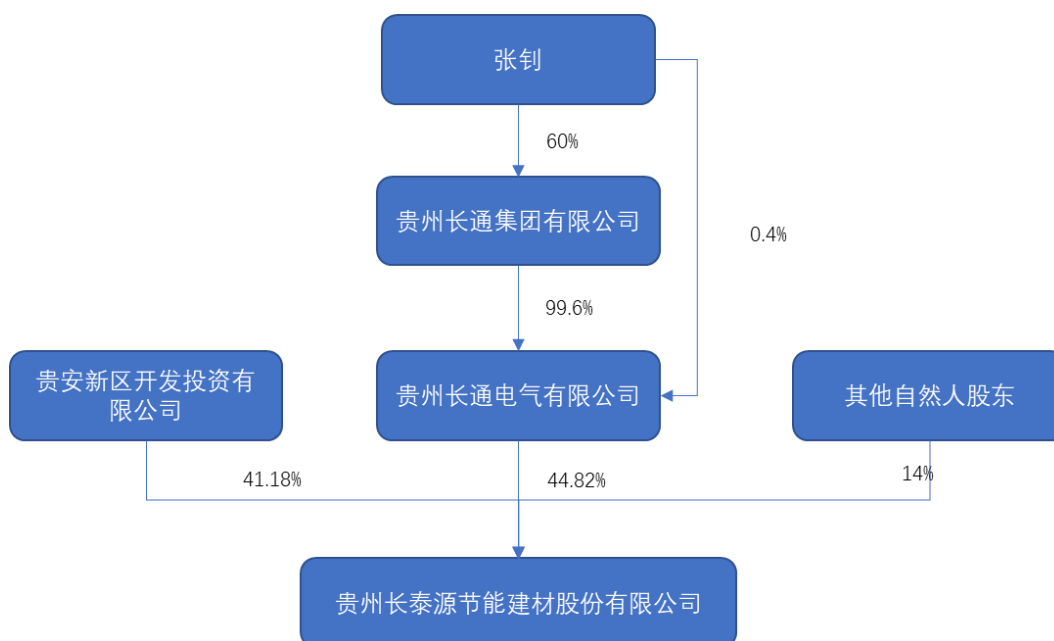 张钊
60%
贵州长通集团有限公司
0.4%
99.6%
贵安新区开发投资有
限公司
贵州长通电气有限公司
其他自然人股东
41.18%
44.82%
14%
贵州长泰源节能建材股份有限公司